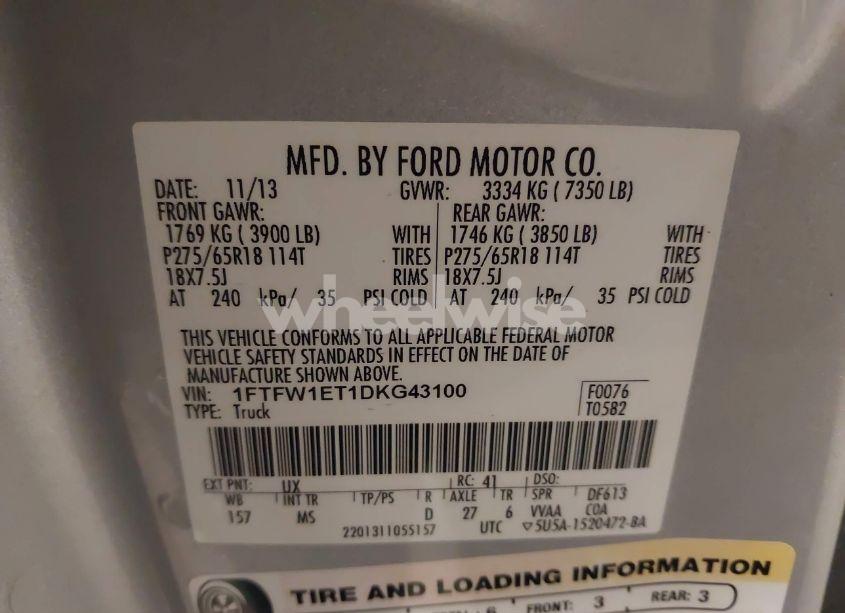 MFD. BY FORD MOTOR CO.
DATE: 11/13 GVWR: 3334 KG ( 7350 LB)
FRONT GAWR: REAR GAWR:
1769 KG ( 3900 LB) WITH 1746 KG ( 3850 LB) WITH
P275/65R18 114T TIRES P275/65R18 114T TIRES
18X7.5J RIMS 18X7.5J RIMS
AT 240 kPa/ 35 PSI COLD AT 240 kPa/ 35 PSI COLD
wheelwise
THIS VEHICLE CONFORMS TO ALL APPLICABLE FEDERAL MOTOR
VEHICLE SAFETY STANDARDS IN EFFECT ON THE DATE OF
MANUFACTURE SHOWN ABOVE.
VIN: 1FTFW1ET1DKG43100 F0076
TYPE: Truck T0582
EXT PNT: UX RC: 41 DSO:
WB INT TR TP/PS R AXLE TR SPR DF613
157 MS D 27 6 VVAA COA
2201311055157 UTC ▽5U5A-1520472-BA
TIRE AND LOADING INFORMATION
FRONT: 3 REAR: 3